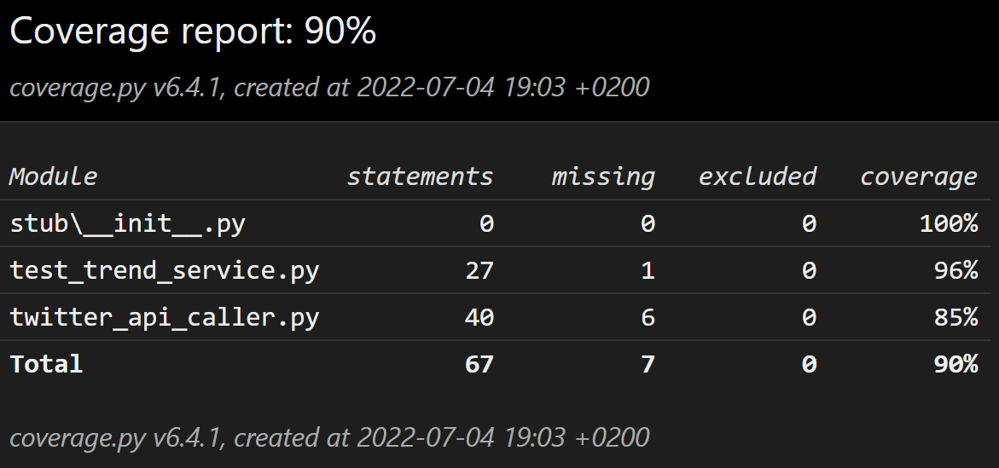 Coverage report: 90%
coverage.py v6.4.1, created at 2022-07-04 19:03 +0200
Module statements missing excluded coverage
stub\__init__.py 0 0 0 100%
test_trend_service.py 27 1 0 96%
twitter_api_caller.py 40 6 0 85%
Total 67 7 0 90%
coverage.py v6.4.1, created at 2022-07-04 19:03 +0200